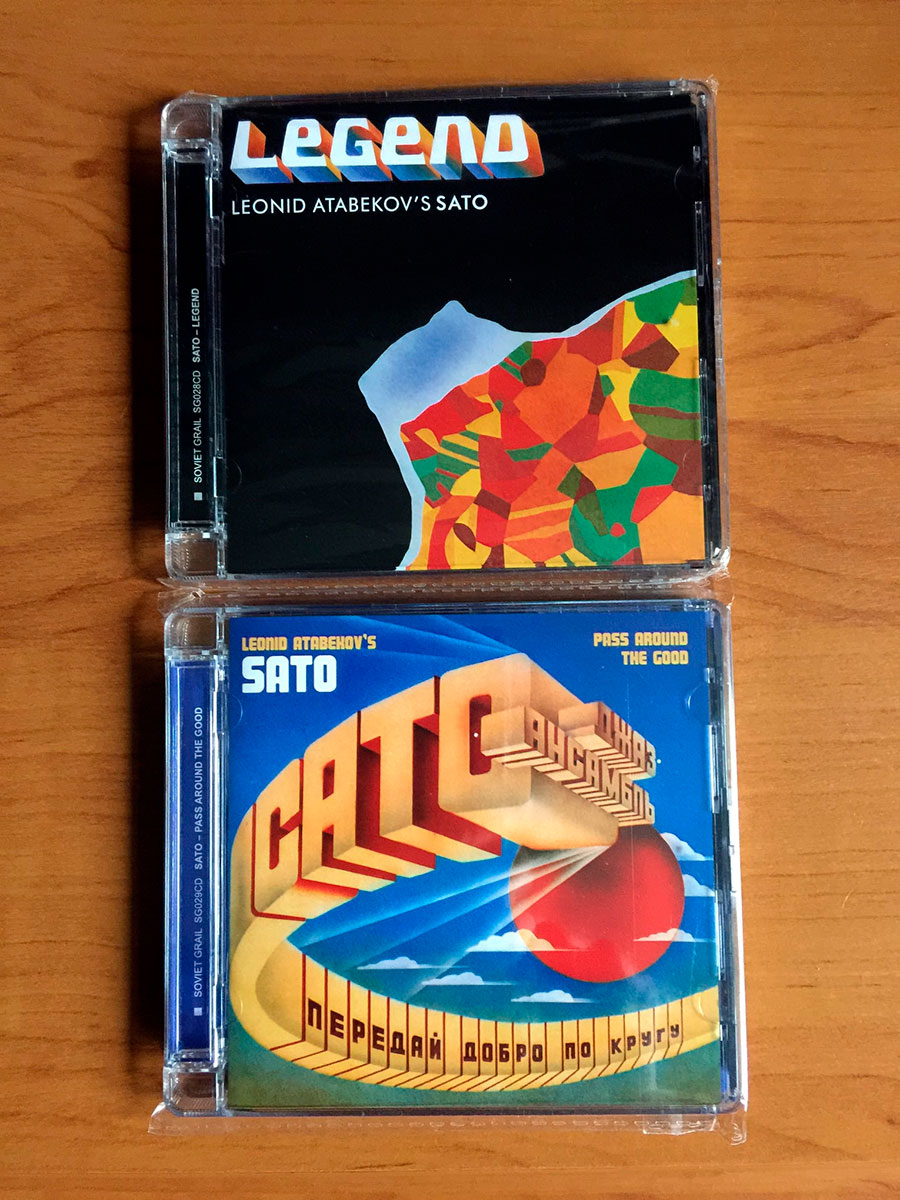 LEGEND
LEONID ATABEKOV'S SATO
SOVIET GRAIL SG028CD SATO – LEGEND
LEONID ATABEKOV'S
SATO
PASS AROUND
THE GOOD
САТО
ДЖАЗ
АНСАМБЛЬ
ПЕРЕДАЙ ДОБРО ПО КРУГУ
SOVIET GRAIL SG029CD SATO – PASS AROUND THE GOOD